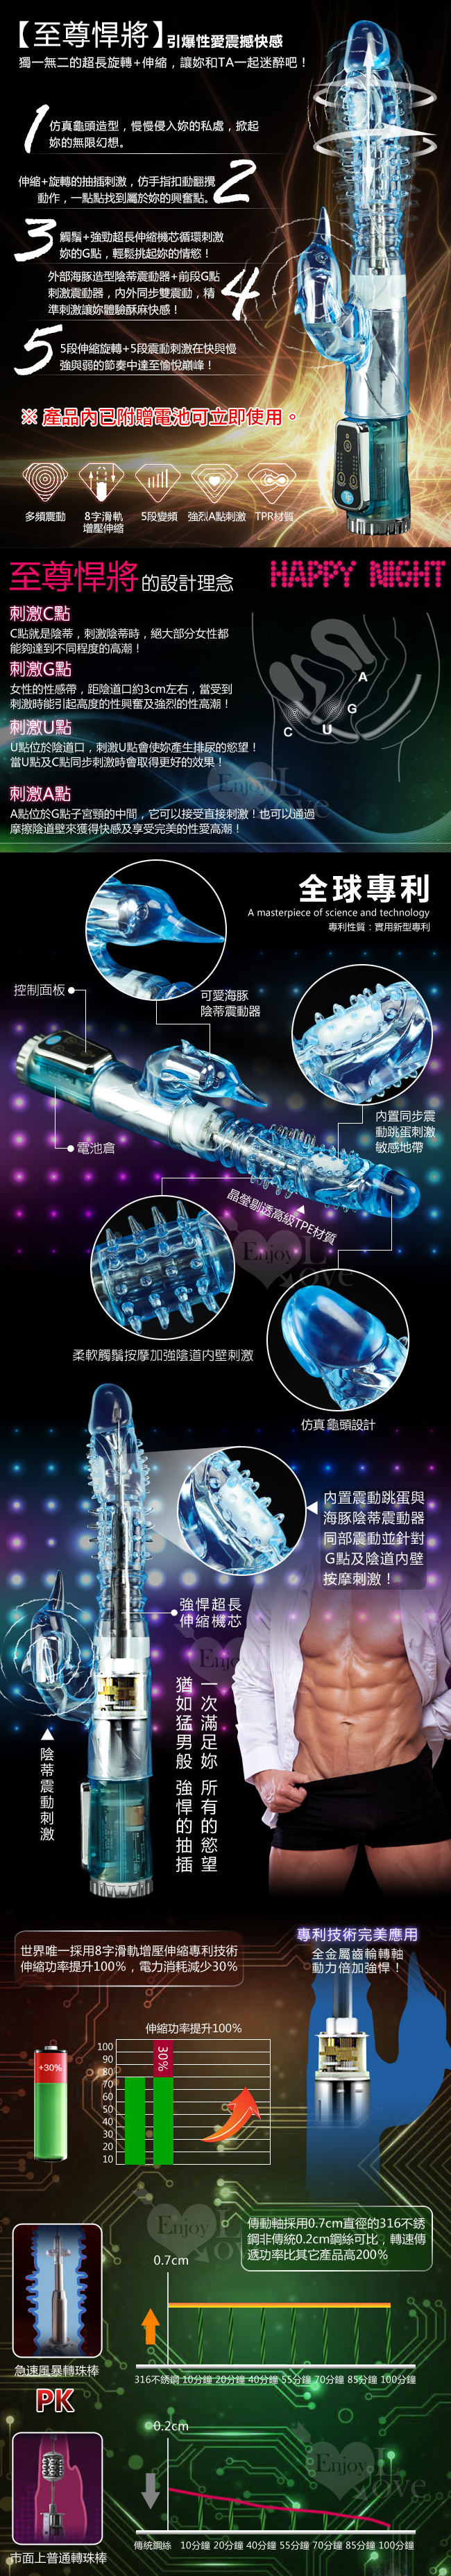 【至尊悍將】引爆性愛震撼快感
獨一無二的超長旋轉+伸縮，讓妳和TA一起迷醉吧！
1
仿真龜頭造型，慢慢侵入妳的私處，掀起
妳的無限幻想。
2
伸縮+旋轉的抽插刺激，仿手指扣動翻攪
動作，一點點找到屬於妳的興奮點。
3
觸鬚+強勁超長伸縮機芯循環刺激
妳的G點，輕鬆挑起妳的情慾！
4
外部海豚造型陰蒂震動器+前段G點
刺激震動器，內外同步雙震動，精
準刺激讓妳體驗酥麻快感！
5
5段伸縮旋轉+5段震動刺激在快與慢
強與弱的節奏中達至愉悅巔峰！
※ 產品內已附贈電池可立即使用。
多頻震動
8字滑軌
增壓伸縮
5段變頻
強烈A點刺激
TPR材質
至尊悍將的設計理念
HAPPY NIGHT
刺激C點
C點就是陰蒂，刺激陰蒂時，絕大部分女性都
能夠達到不同程度的高潮！
刺激G點
女性的性感帶，距陰道口約3cm左右，當受到
刺激時能引起高度的性興奮及強烈的性高潮！
刺激U點
U點位於陰道口，刺激U點會使妳產生排尿的慾望！
當U點及C點同步刺激時會取得更好的效果！
刺激A點
A點位於G點子宮頸的中間，它可以接受直接刺激！也可以通過
摩擦陰道壁來獲得快感及享受完美的性愛高潮！
A
G
U
C
Enjoy Love
全球專利
A masterpiece of science and technology
專利性質：實用新型專利
控制面板
可愛海豚
陰蒂震動器
電池倉
內置同步震
動跳蛋刺激
敏感地帶
晶瑩剔透高級TPE材質
Enjoy Love
柔軟觸鬚按摩加強陰道內壁刺激
仿真龜頭設計
內置震動跳蛋與
海豚陰蒂震動器
同部震動並針對
G點及陰道內壁
按摩刺激！
強悍超長
伸縮機芯
Enjo
一次滿足妳 所有的慾望
猶如猛男般 強悍的抽插
陰蒂震動刺激
專利技術完美應用
全金屬齒輪轉軸
動力倍加強悍！
世界唯一採用8字滑軌增壓伸縮專利技術
伸縮功率提升100%，電力消耗減少30%
伸縮功率提升100%
+30%
30%
100
90
80
70
60
50
40
30
20
10
傳動軸採用0.7cm直徑的316不銹
鋼非傳統0.2cm鋼絲可比，轉速傳
遞功率比其它產品高200%
Enjoy Lo
0.7cm
急速風暴轉珠棒
316不銹鋼 10分鐘 20分鐘 40分鐘 55分鐘 70分鐘 85分鐘 100分鐘
PK
0.2cm
Enjoy Love
市面上普通轉珠棒
傳統鋼絲 10分鐘 20分鐘 40分鐘 55分鐘 70分鐘 85分鐘 100分鐘